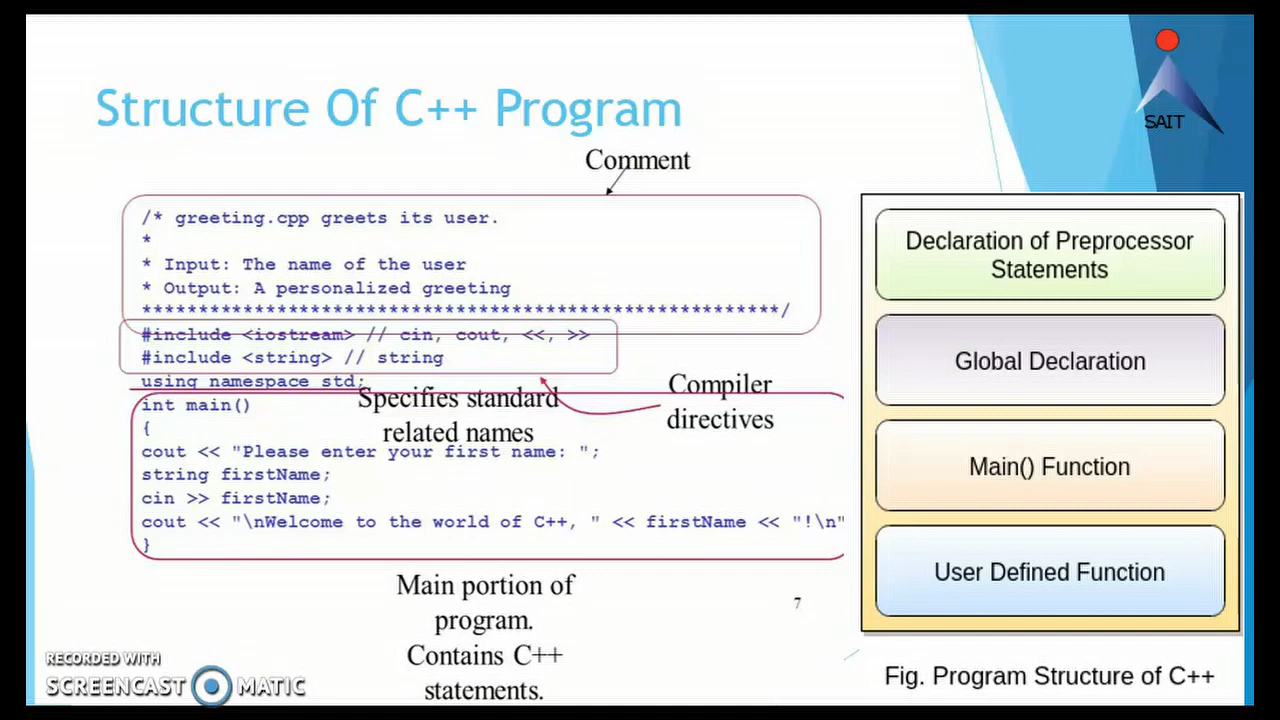 SAIT
Structure Of C++ Program
Comment
/* greeting.cpp greets its user.
*
* Input: The name of the user
* Output: A personalized greeting
*********************************************************/
#include <iostream> // cin, cout, <<, >>
#include <string> // string
using namespace std;
int main()
{
cout << "Please enter your first name: ";
string firstName;
cin >> firstName;
cout << "\nWelcome to the world of C++, " << firstName << "!\n"
}
Specifies standard
related names
Compiler
directives
Main portion of
program.
Contains C++
statements.
7
Declaration of Preprocessor
Statements
Global Declaration
Main() Function
User Defined Function
Fig. Program Structure of C++
RECORDED WITH
SCREENCAST MATIC